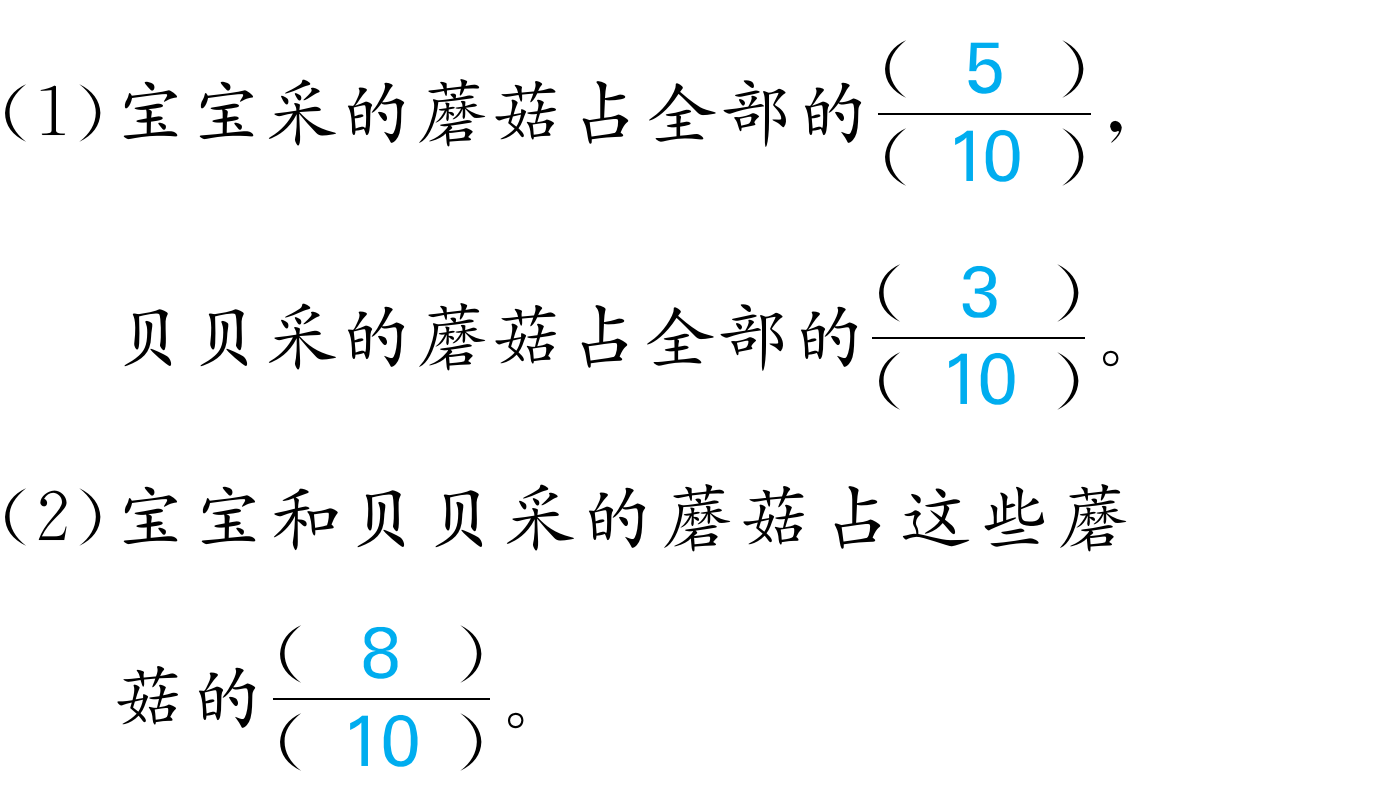 (1)宝宝采的蘑菇占全部的( 5 )/( 10 ),
贝贝采的蘑菇占全部的( 3 )/( 10 )。
(2)宝宝和贝贝采的蘑菇占这些蘑
菇的( 8 )/( 10 )。